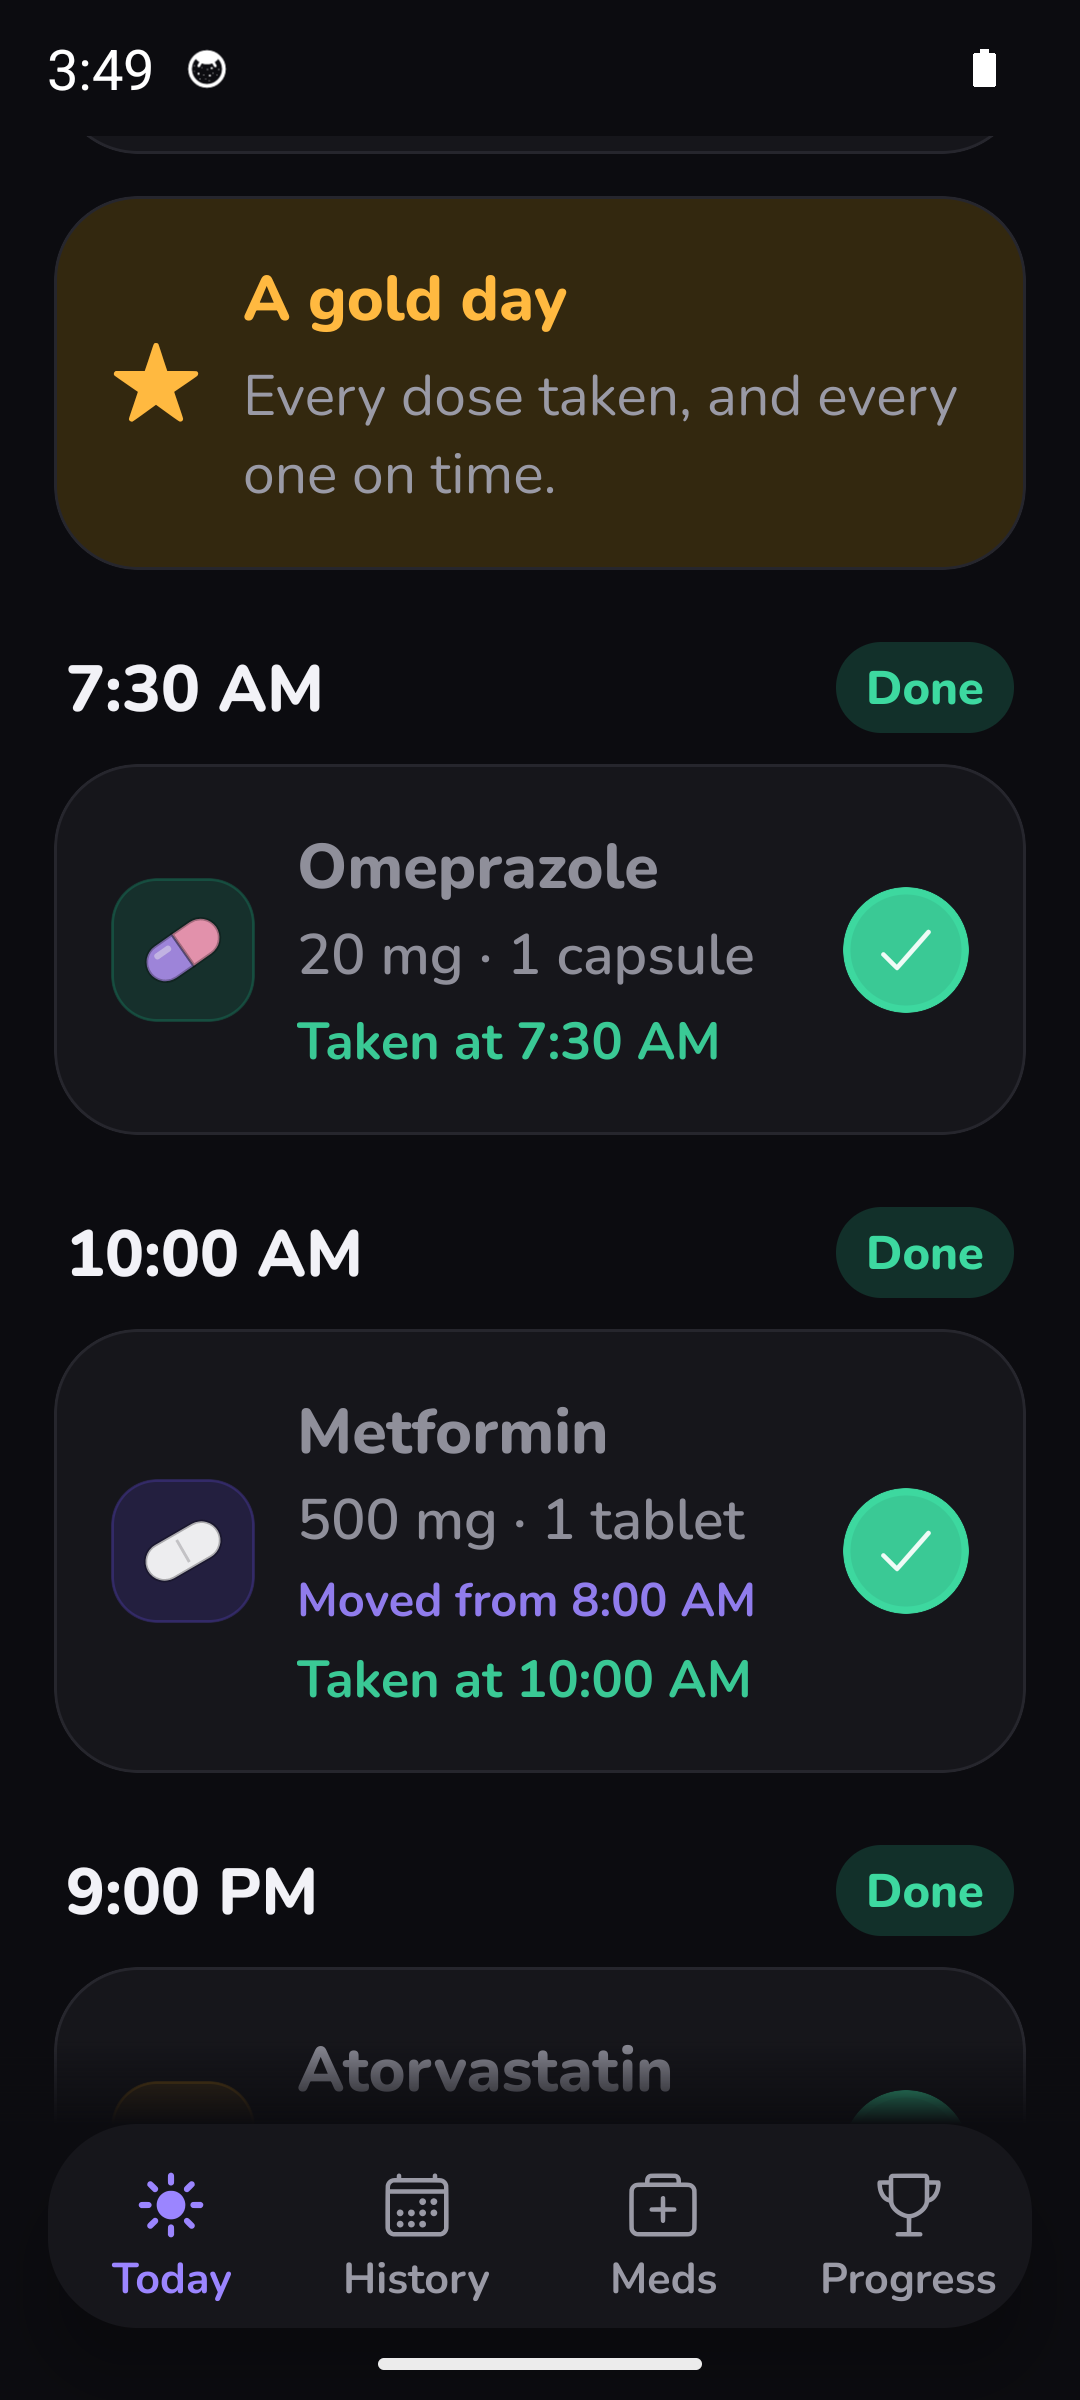 3:49
A gold day
Every dose taken, and every
one on time.
7:30 AM
Done
Omeprazole
20 mg · 1 capsule
Taken at 7:30 AM
10:00 AM
Done
Metformin
500 mg · 1 tablet
Moved from 8:00 AM
Taken at 10:00 AM
9:00 PM
Done
Atorvastatin
Today
History
Meds
Progress